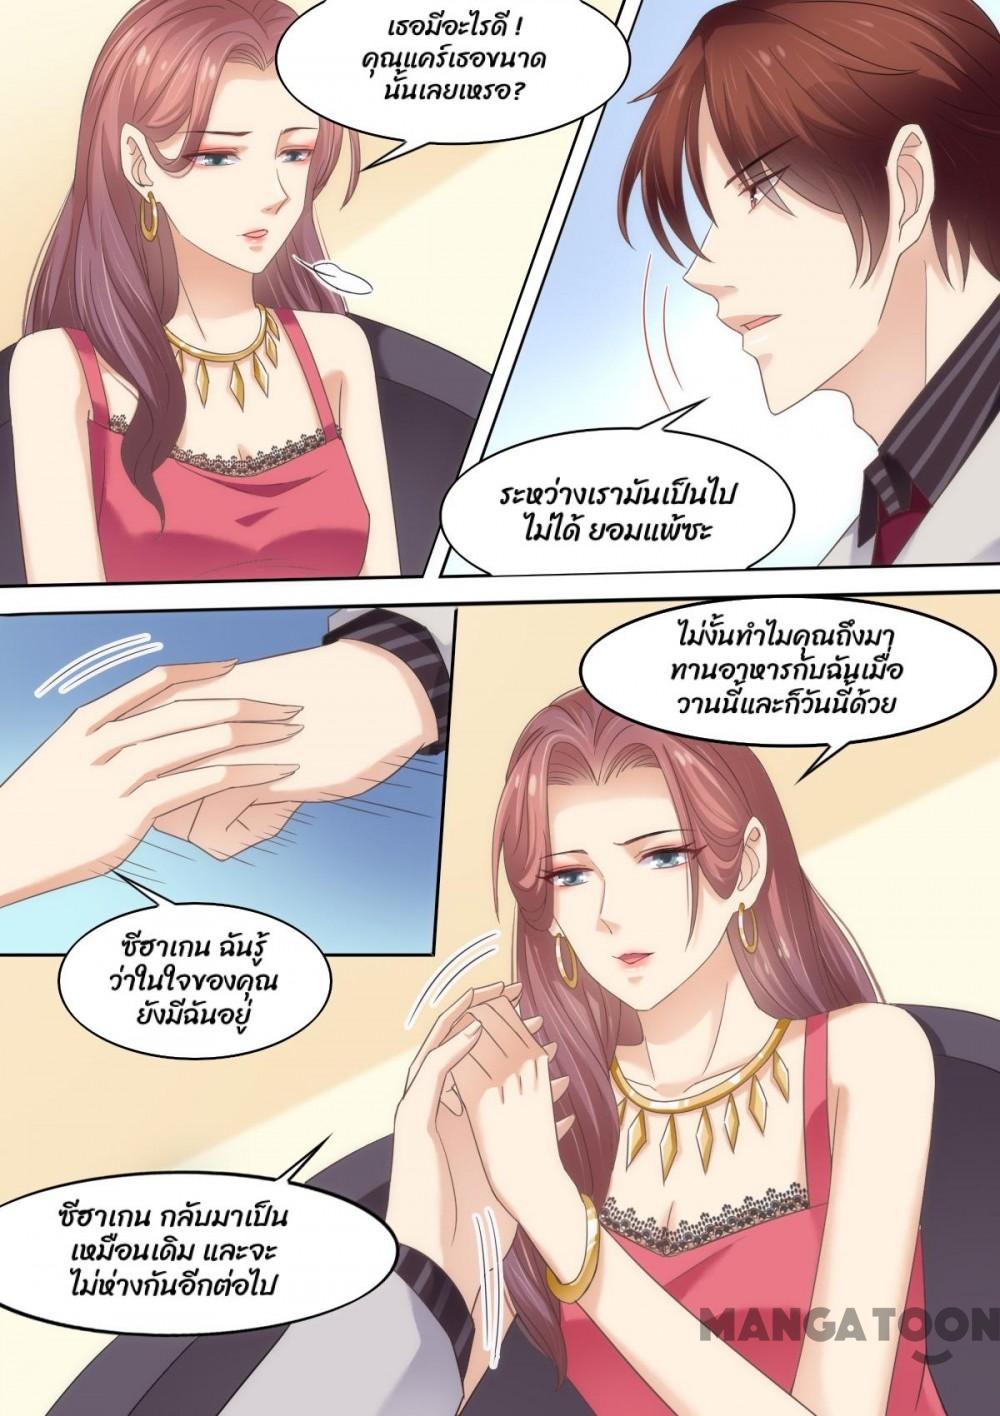 เธอมีอะไรดี !
คุณแคร์เธอขนาด
นั้นเลยเหรอ?
ระหว่างเรามันเป็นไป
ไม่ได้ ยอมแพ้ซะ
ไม่งั้นทำไมคุณถึงมา
ทานอาหารกับฉันเมื่อ
วานนี้และก็วันนี้ด้วย
ซีฮาเกน ฉันรู้
ว่าในใจของคุณ
ยังมีฉันอยู่
ซีฮาเกน กลับมาเป็น
เหมือนเดิม และจะ
ไม่ห่างกันอีกต่อไป
MANGATOON